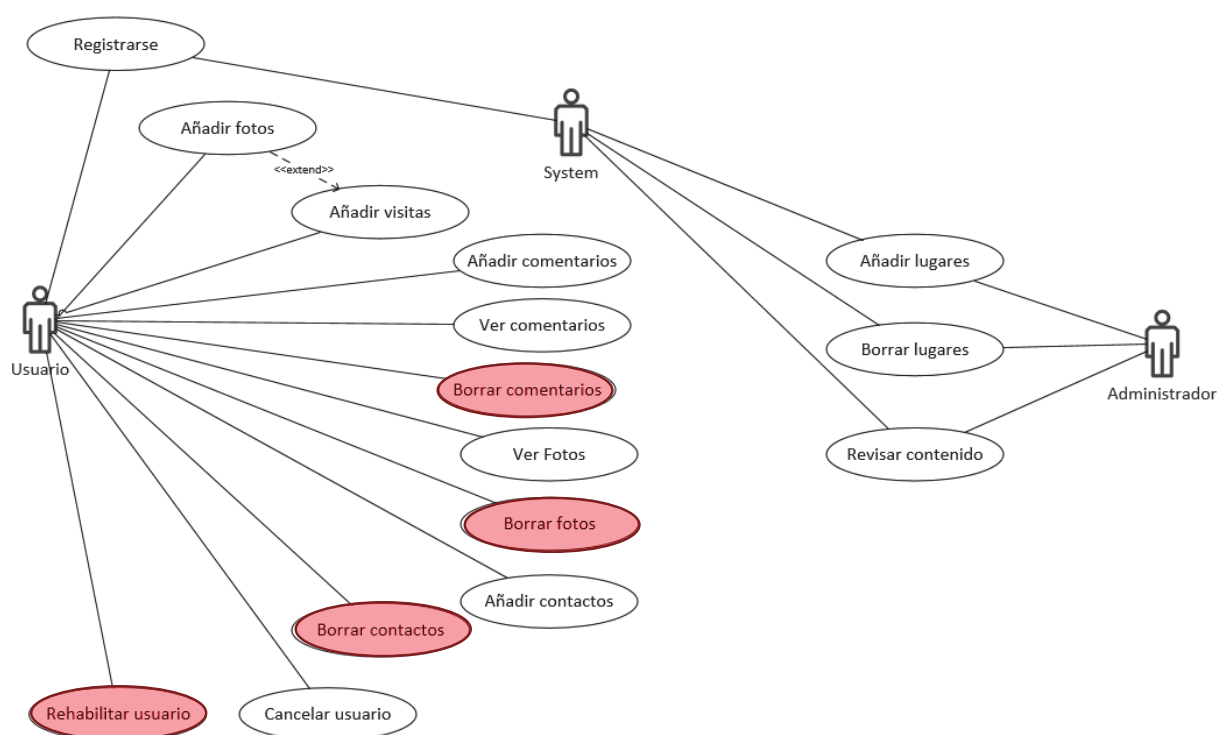 Registrarse
Añadir fotos
<<extend>>
System
Añadir visitas
Añadir comentarios
Añadir lugares
Ver comentarios
Borrar lugares
Usuario
Borrar comentarios
Administrador
Ver Fotos
Revisar contenido
Borrar fotos
Añadir contactos
Borrar contactos
Rehabilitar usuario
Cancelar usuario